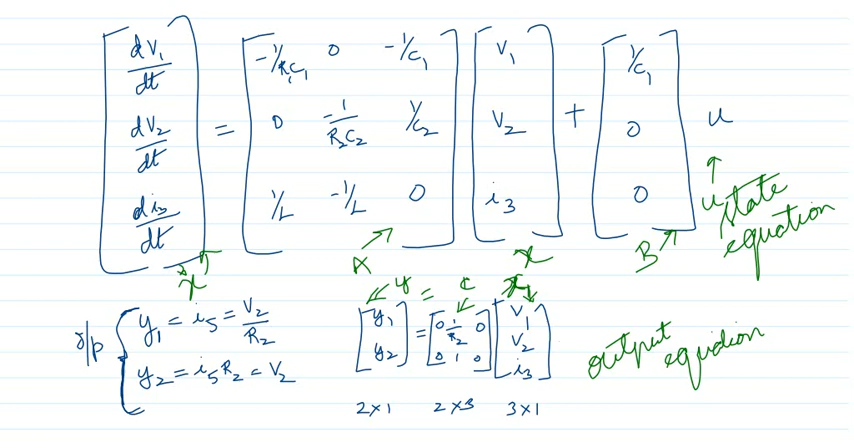 dV₁/dt  -1/R₁C₁  0  -1/C₁  V₁  1/C₁
dV₂/dt  =  0  -1/R₂C₂  1/C₂  V₂  +  0  u
di₃/dt  1/L  -1/L  0  i₃  0  u
ẋ  A  x  B  state equation
y = C x
o/p  y₁ = i₅ = V₂/R₂  y₁  =  0  1/R₂  0  V₁
y₂ = i₅R₂ = V₂  y₂  0  1  0  V₂
i₃
2×1  2×3  3×1
output equation